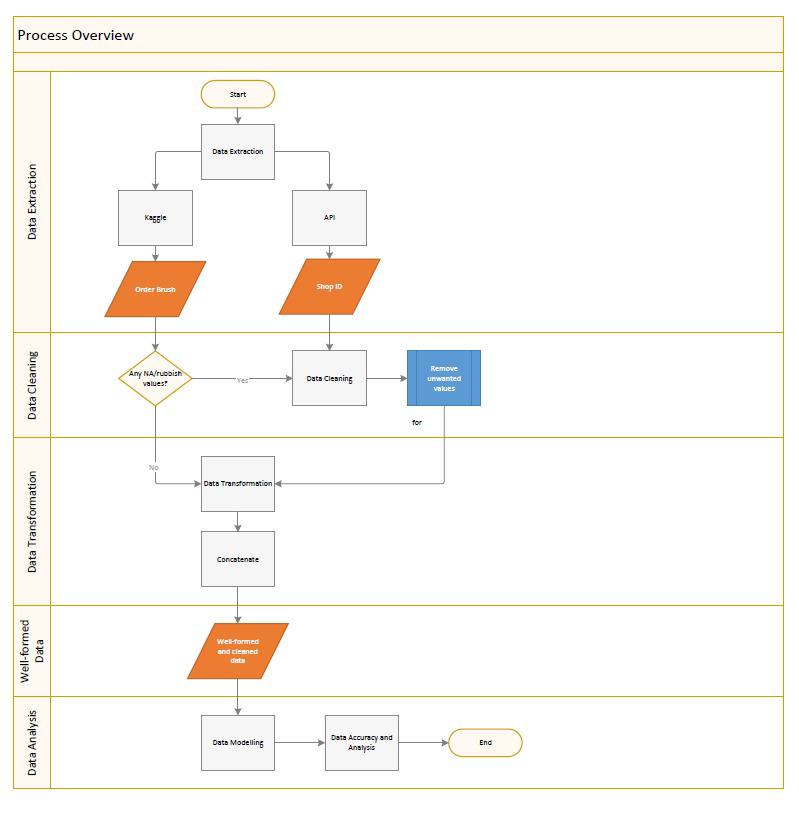 Process Overview
Data Extraction
Start
Data Extraction
Kaggle
API
Order Brush
Shop ID
Data Cleaning
Any NA/rubbish
values?
Yes
Data Cleaning
Remove
unwanted
values
for
Data Transformation
No
Data Transformation
Concatenate
Well-formed
Data
Well-formed
and cleaned
data
Data Analysis
Data Modelling
Data Accuracy and
Analysis
End